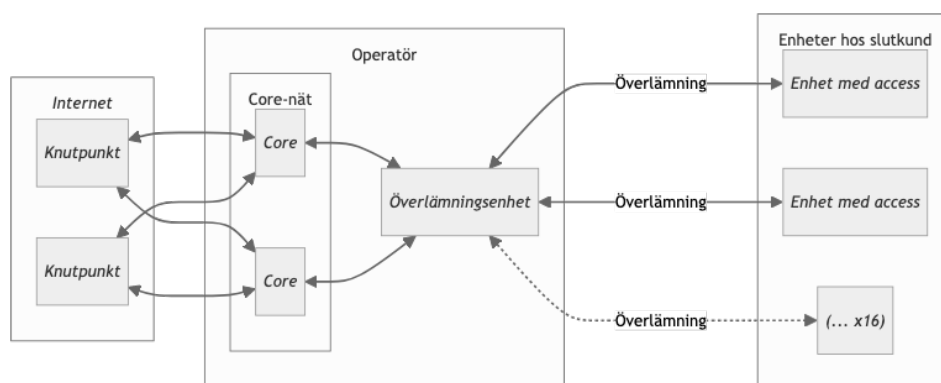 Internet
Knutpunkt
Knutpunkt
Operatör
Core-nät
Core
Core
Överlämningsenhet
Överlämning
Överlämning
Överlämning
Enheter hos slutkund
Enhet med access
Enhet med access
(... x16)